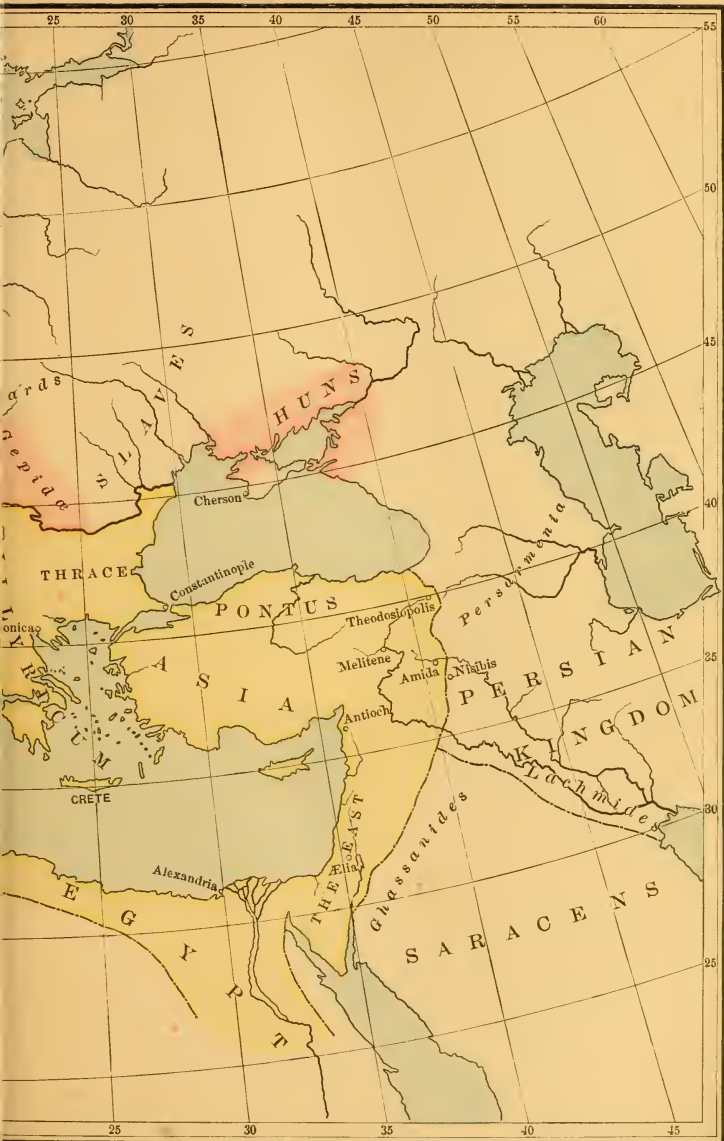 25 30 35 40 45 50 55 60
55
50
45
40
35
30
25
ards
epidæ
SLAVES
HUNS
Cherson
THRACE
Constantinople
PONTUS
onica
LYRICUM
Theodosiopolis
Persarmenia
ASIA
Melitene
Amida
Nisibis
PERSIAN
KINGDOM
Antioch
Lachmides
CRETE
THE EAST
Ælia
Ghassanides
Alexandria
EGYPT
SARACENS
25 30 35 40 45